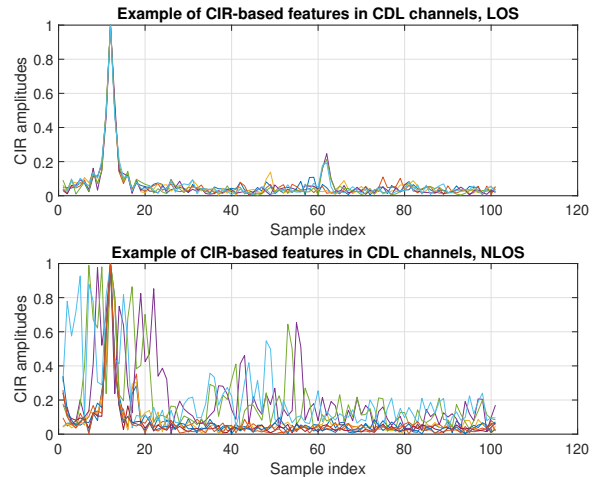 Example of CIR-based features in CDL channels, LOS
1
0.8
0.6
0.4
0.2
0
CIR amplitudes
0 20 40 60 80 100 120
Sample index
Example of CIR-based features in CDL channels, NLOS
1
0.8
0.6
0.4
0.2
0
CIR amplitudes
0 20 40 60 80 100 120
Sample index